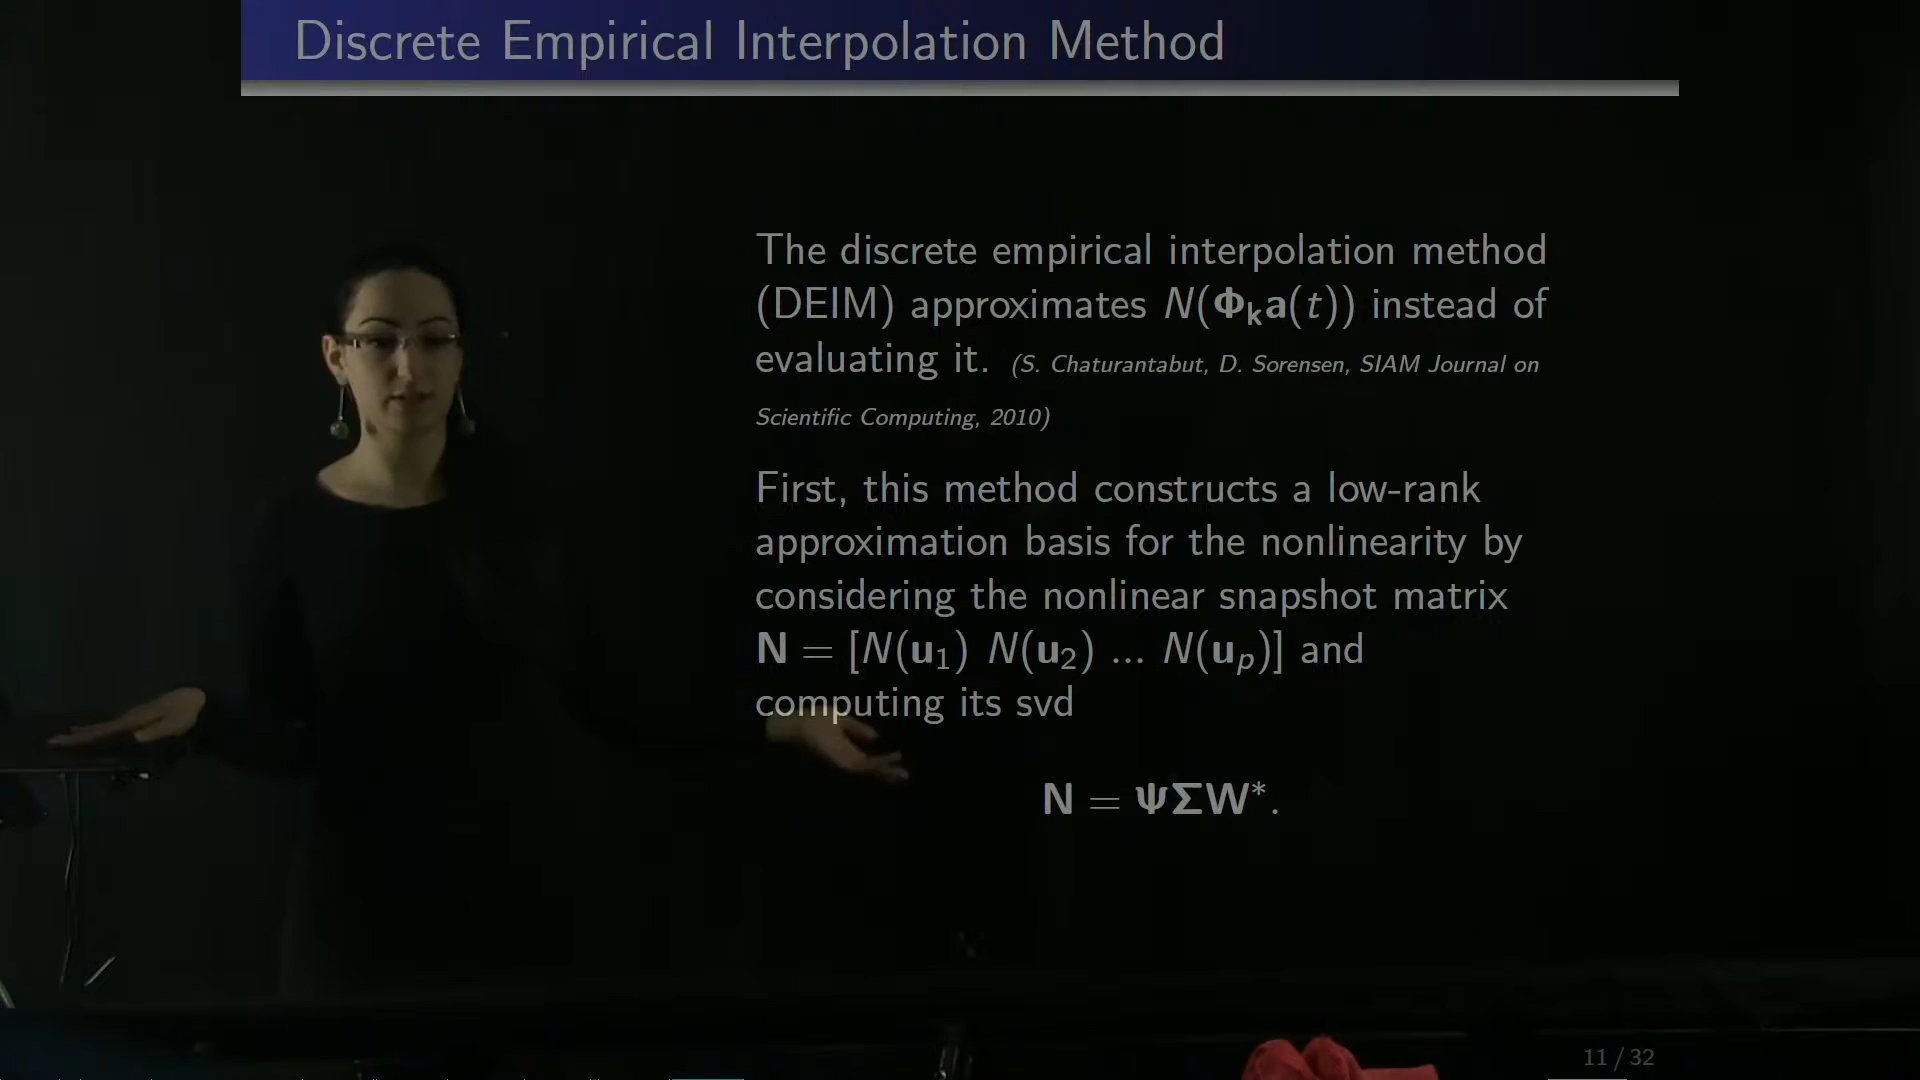 Discrete Empirical Interpolation Method
The discrete empirical interpolation method
(DEIM) approximates N(Φₖa(t)) instead of
evaluating it. (S. Chaturantabut, D. Sorensen, SIAM Journal on
Scientific Computing, 2010)
First, this method constructs a low-rank
approximation basis for the nonlinearity by
considering the nonlinear snapshot matrix
N = [N(u₁) N(u₂) ... N(uₚ)] and
computing its svd
N = ΨΣW*.
11 / 32